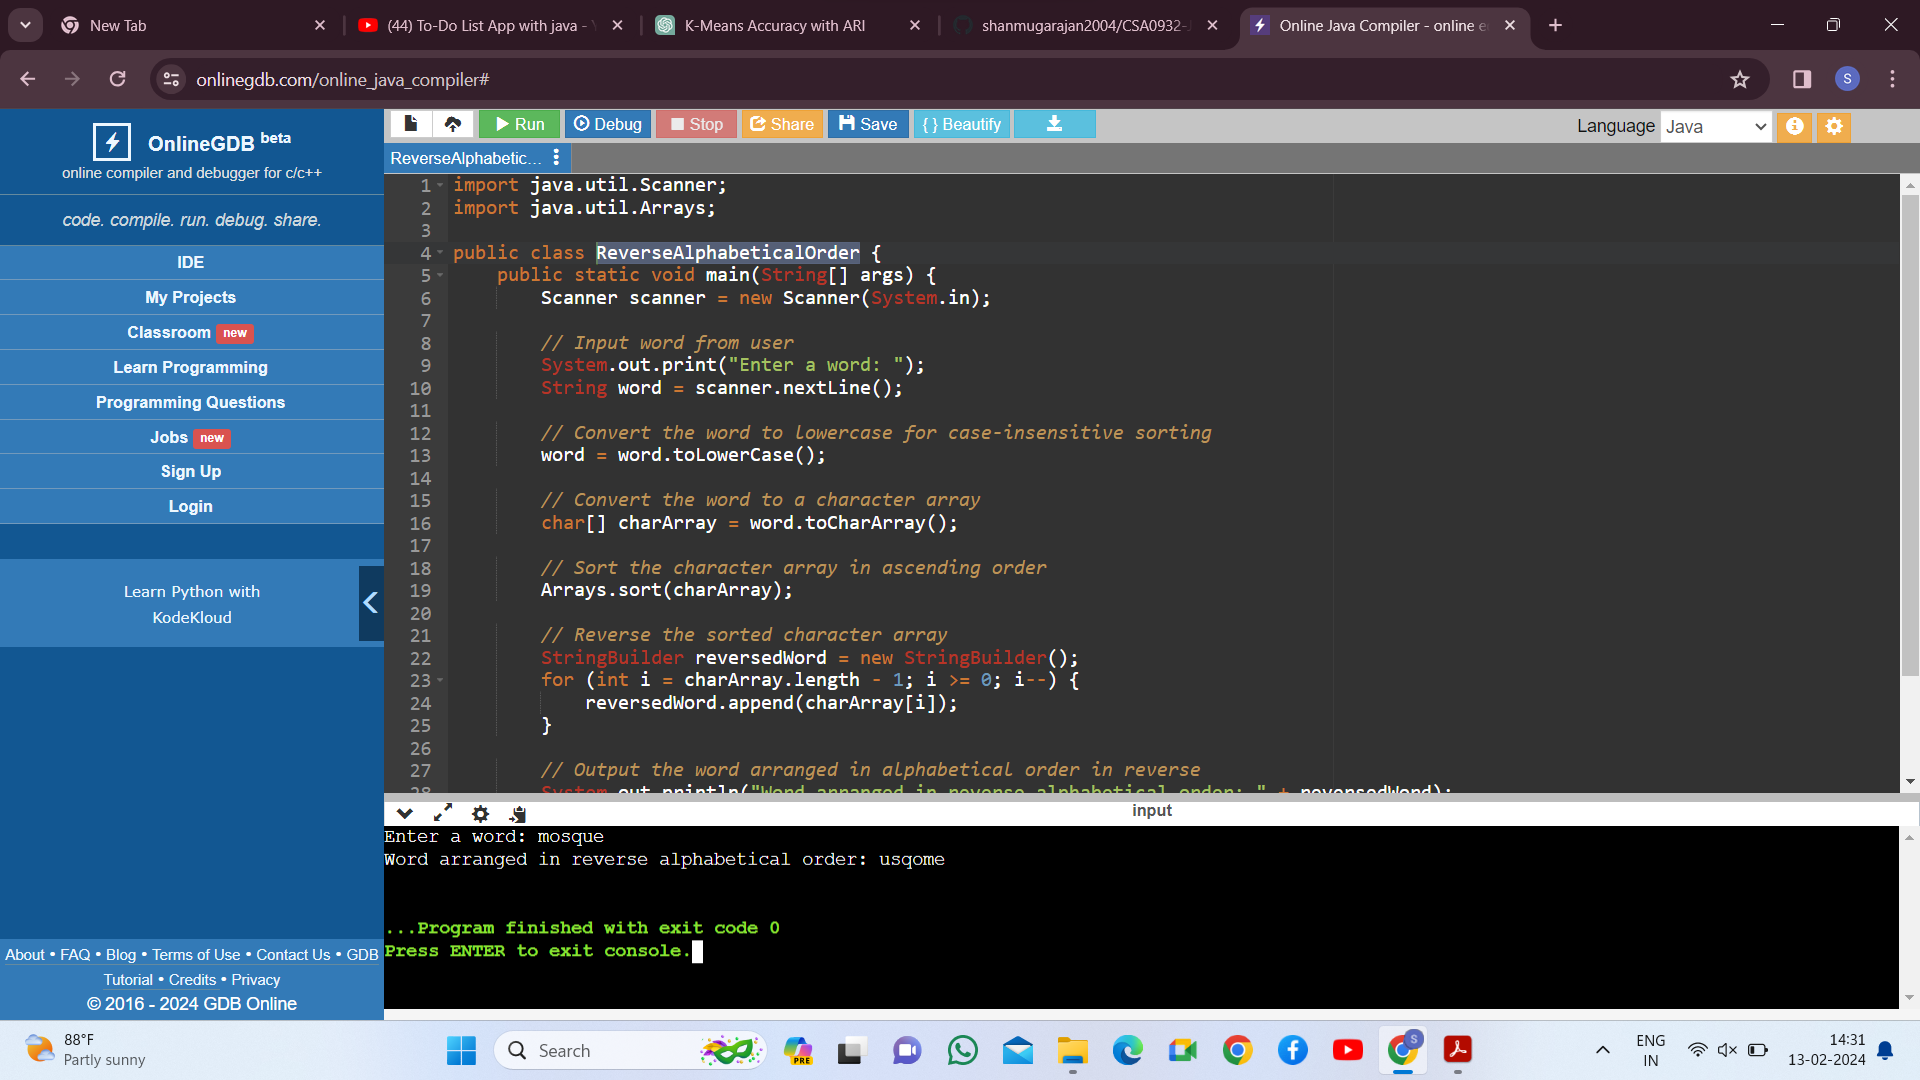 New Tab
(44) To-Do List App with java -
K-Means Accuracy with ARI
shanmugarajan2004/CSA0932-
Online Java Compiler - online e
onlinegdb.com/online_java_compiler#
S
OnlineGDB beta
online compiler and debugger for c/c++
code. compile. run. debug. share.
IDE
My Projects
Classroom new
Learn Programming
Programming Questions
Jobs new
Sign Up
Login
Learn Python with
KodeKloud
About • FAQ • Blog • Terms of Use • Contact Us • GDB
Tutorial • Credits • Privacy
© 2016 - 2024 GDB Online
Run Debug Stop Share Save { } Beautify
Language Java
ReverseAlphabetic...
1 import java.util.Scanner;
2 import java.util.Arrays;
3
4 public class ReverseAlphabeticalOrder {
5 public static void main(String[] args) {
6 Scanner scanner = new Scanner(System.in);
7
8 // Input word from user
9 System.out.print("Enter a word: ");
10 String word = scanner.nextLine();
11
12 // Convert the word to lowercase for case-insensitive sorting
13 word = word.toLowerCase();
14
15 // Convert the word to a character array
16 char[] charArray = word.toCharArray();
17
18 // Sort the character array in ascending order
19 Arrays.sort(charArray);
20
21 // Reverse the sorted character array
22 StringBuilder reversedWord = new StringBuilder();
23 for (int i = charArray.length - 1; i >= 0; i--) {
24 reversedWord.append(charArray[i]);
25 }
26
27 // Output the word arranged in alphabetical order in reverse
28 System.out.println("Word arranged in reverse alphabetical order: " + reversedWord);
input
Enter a word: mosque
Word arranged in reverse alphabetical order: usqome
...Program finished with exit code 0
Press ENTER to exit console.
88°F
Partly sunny
Search
PRE
S
ENG
IN
14:31
13-02-2024